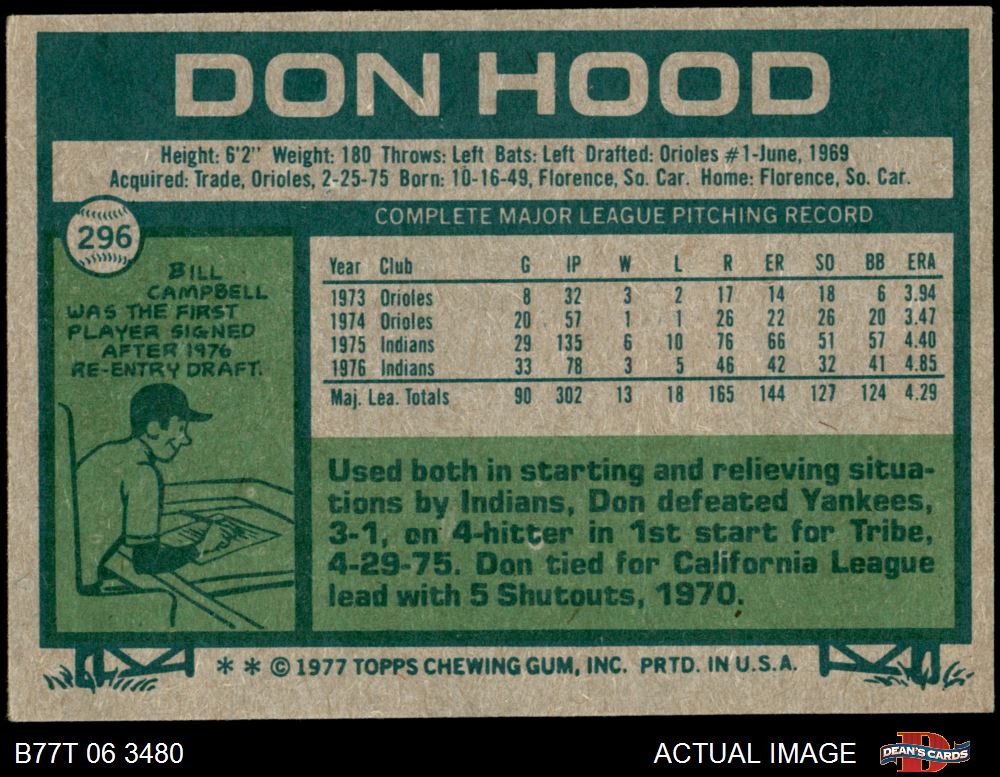 DON HOOD
Height: 6'2" Weight: 180 Throws: Left Bats: Left Drafted: Orioles #1-June, 1969
Acquired: Trade, Orioles, 2-25-75 Born: 10-16-49, Florence, So. Car. Home: Florence, So. Car.
296
BILL
CAMPBELL
WAS THE FIRST
PLAYER SIGNED
AFTER 1976
RE-ENTRY DRAFT.
COMPLETE MAJOR LEAGUE PITCHING RECORD
Year Club G IP W L R ER SO BB ERA
1973 Orioles 8 32 3 2 17 14 18 6 3.94
1974 Orioles 20 57 1 1 26 22 26 20 3.47
1975 Indians 29 135 6 10 76 66 51 57 4.40
1976 Indians 33 78 3 5 46 42 32 41 4.85
Maj. Lea. Totals 90 302 13 18 165 144 127 124 4.29
Used both in starting and relieving situa-
tions by Indians, Don defeated Yankees,
3-1, on 4-hitter in 1st start for Tribe,
4-29-75. Don tied for California League
lead with 5 Shutouts, 1970.
* * © 1977 TOPPS CHEWING GUM, INC. PRTD. IN U.S.A.
B77T 06 3480 ACTUAL IMAGE DEAN'S CARDS